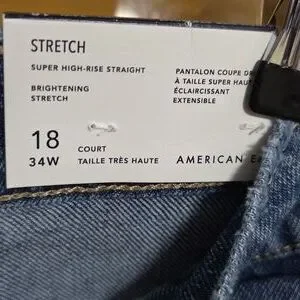 STRETCH
SUPER HIGH-RISE STRAIGHT
BRIGHTENING
STRETCH
PANTALON COUPE
À TAILLE SUPER
ÉCLAIRCISSANT
EXTENSIBLE
18
34W
COURT
TAILLE TRÈS HAUTE
AMERICAN